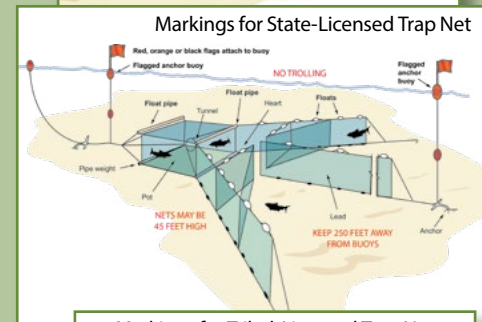 Markings for State-Licensed Trap Net
Red, orange or black flags attach to buoy
Flagged anchor buoy
NO TROLLING
Flagged
anchor
buoy
Float pipe
Float pipe
Tunnel
Heart
Floats
Pipe weight
Pot
NETS MAY BE
45 FEET HIGH
Lead
KEEP 250 FEET AWAY
FROM BUOYS
Anchor